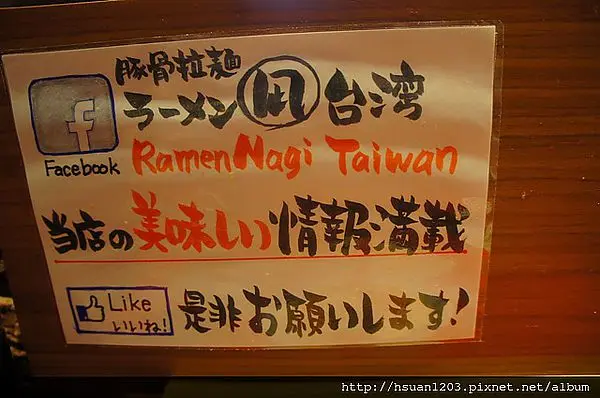 豚骨拉麺
ラーメン凪台湾
f
Facebook
RamenNagi Taiwan
当店の美味しい情報満載
Like
いいね!
是非お願いします!
http://hsuan1203.pixnet.net/album